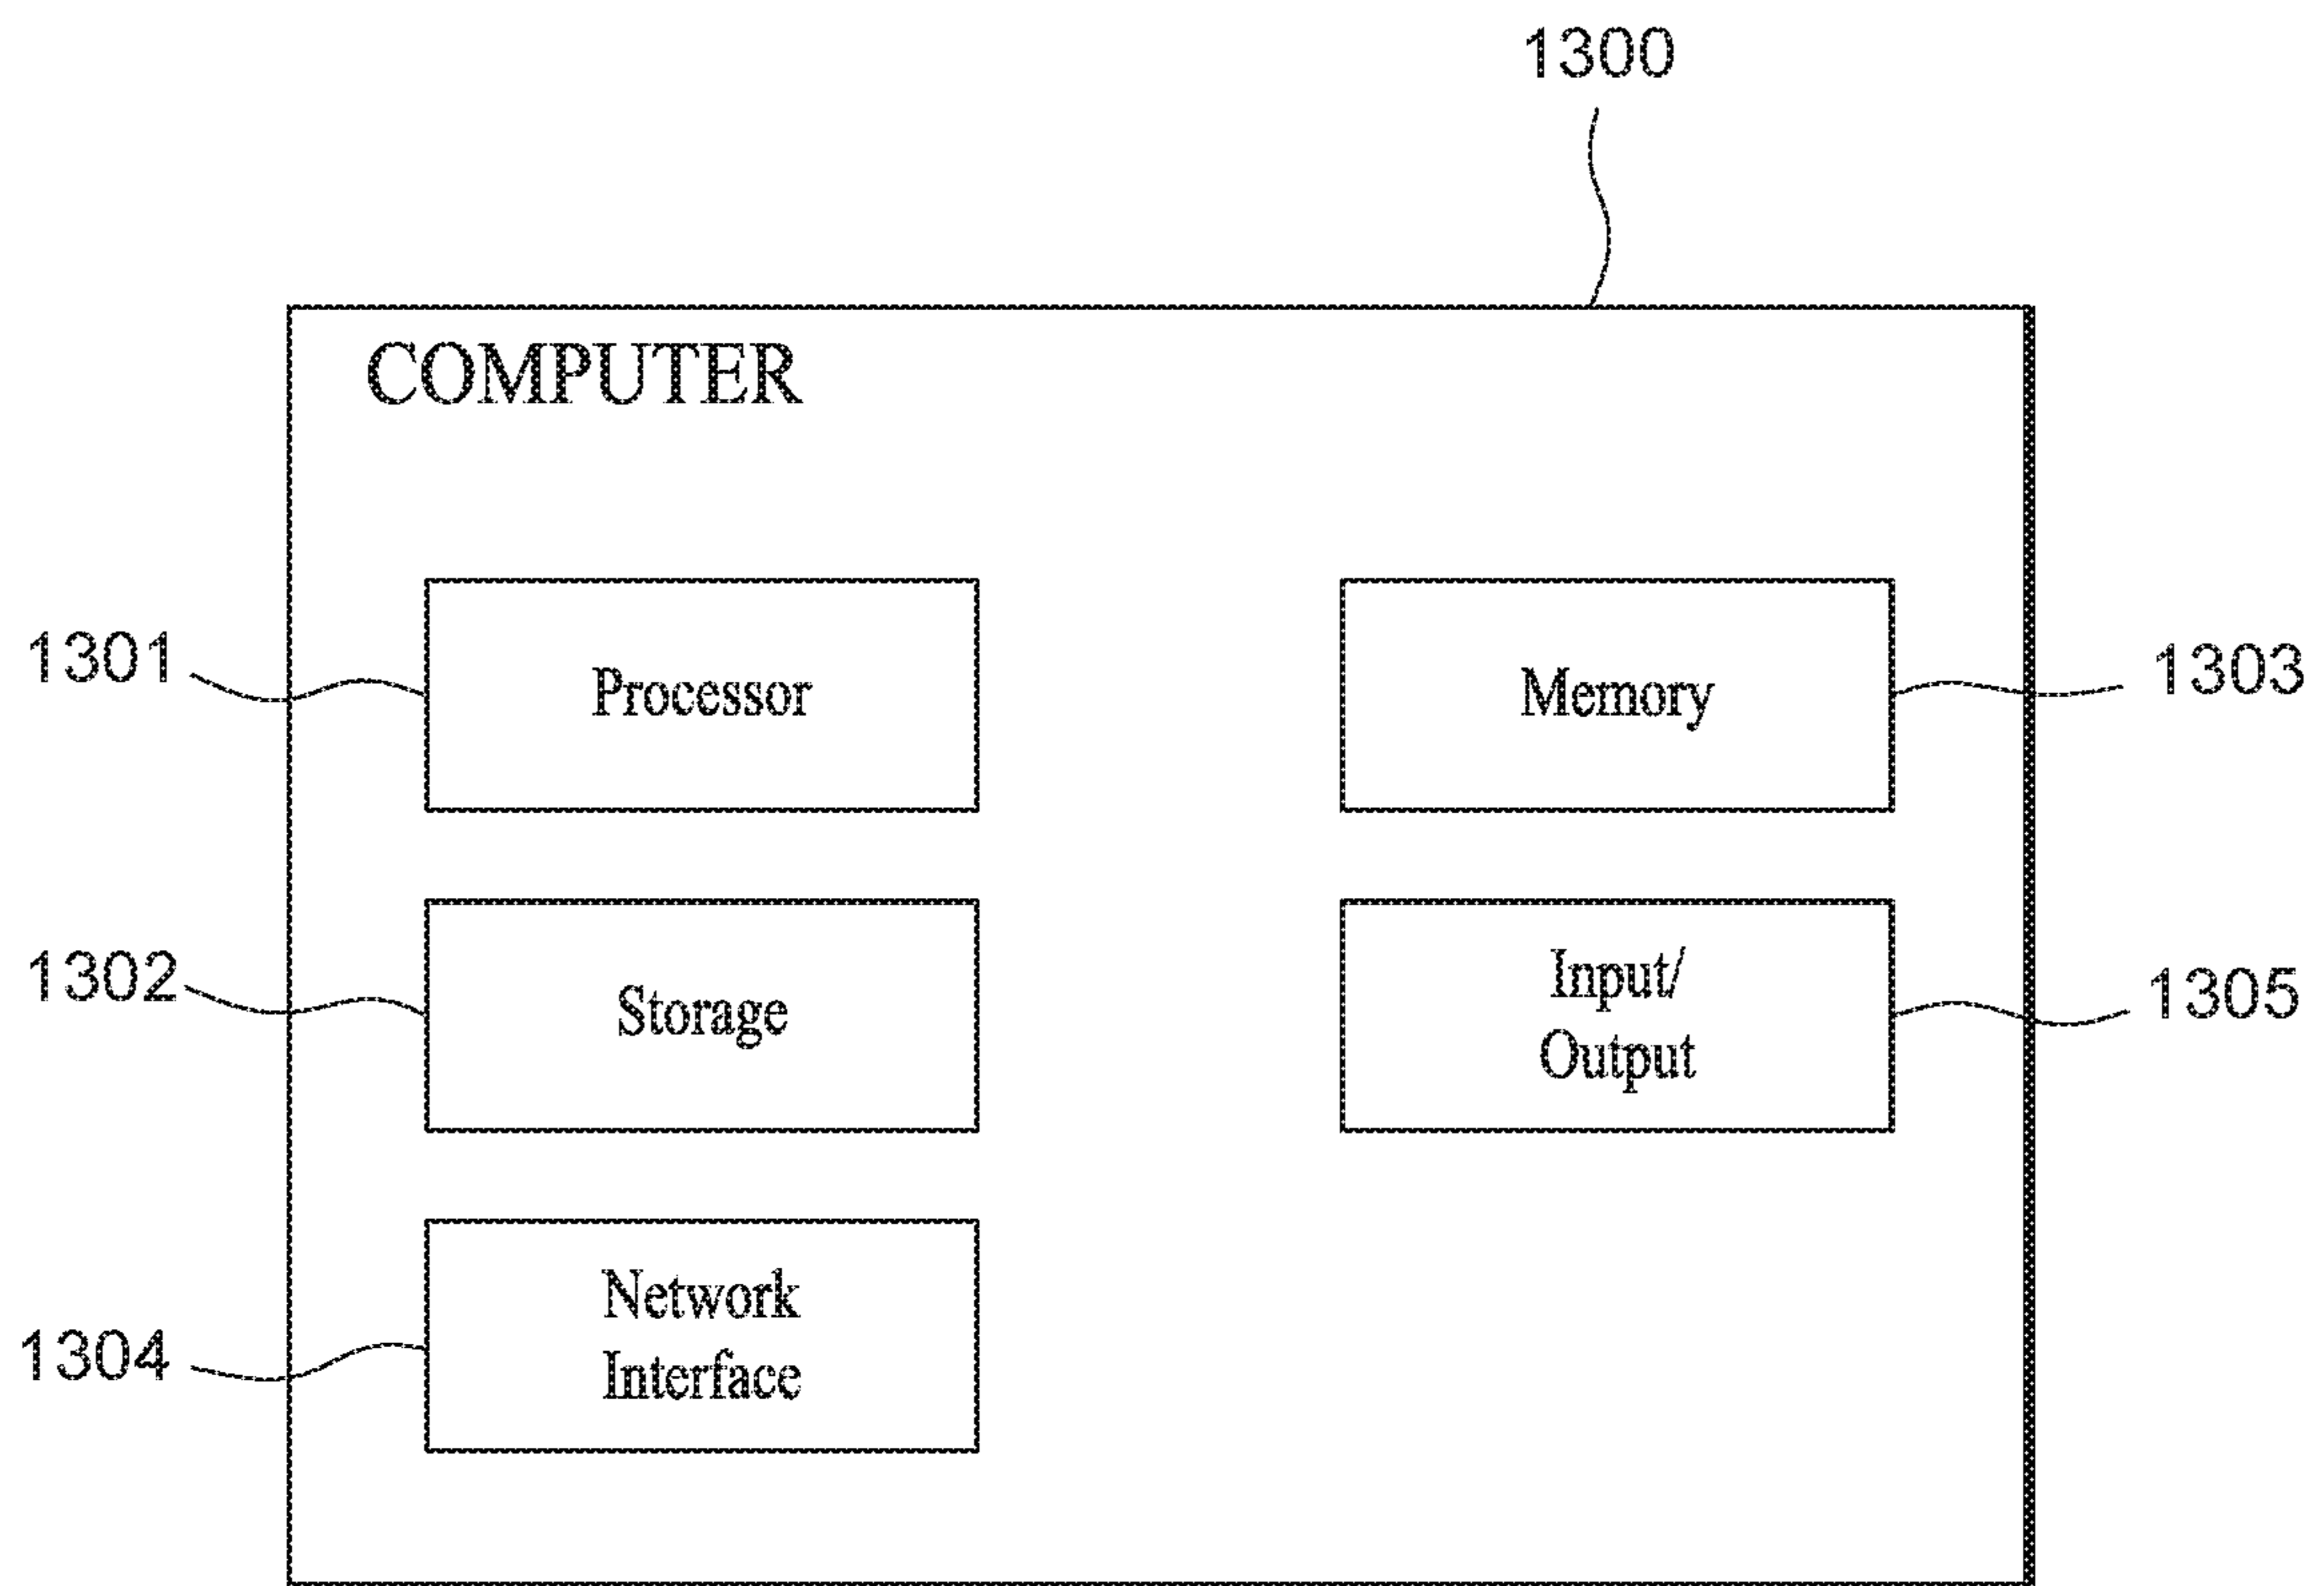 1300
COMPUTER
1301
Processor
Memory
1303
1302
Storage
Input/
Output
1305
1304
Network
Interface